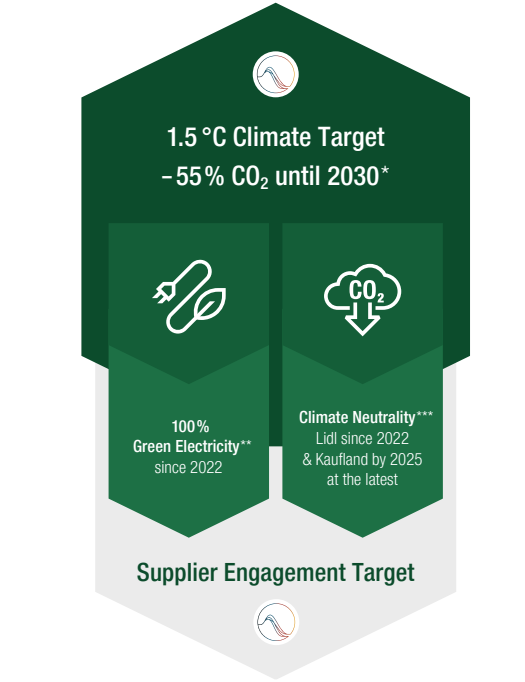 1.5 °C Climate Target
– 55 % CO₂ until 2030*
CO₂
100 %
Green Electricity**
since 2022
Climate Neutrality***
Lidl since 2022
& Kaufland by 2025
at the latest
Supplier Engagement Target